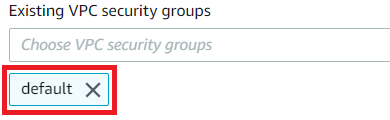 Existing VPC security groups
Choose VPC security groups
default